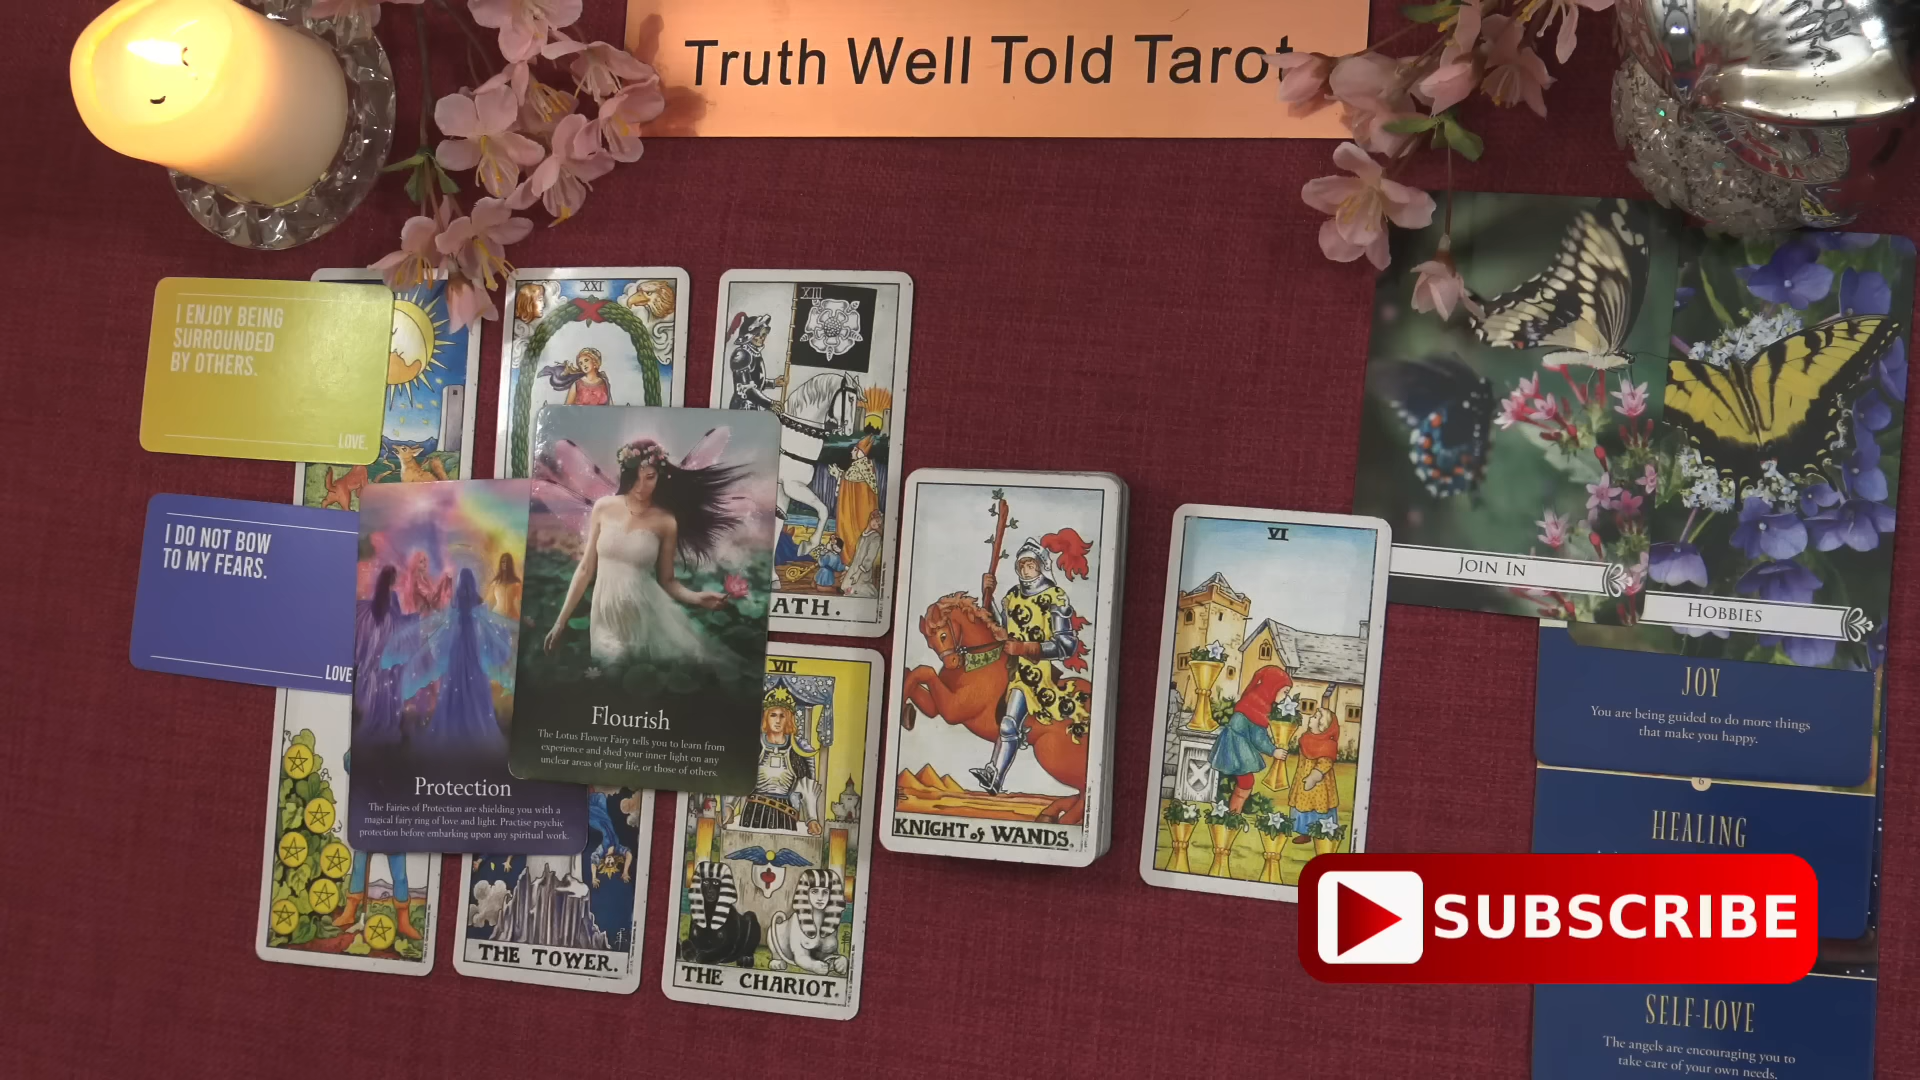 Truth Well Told Tarot
I ENJOY BEING
SURROUNDED
BY OTHERS.
LOVE.
XXI
XIII
I DO NOT BOW
TO MY FEARS.
LOVE
Protection
The Fairies of Protection are shielding you with a
magical fairy ring of love and light. Practise psychic
protection before embarking upon any spiritual work.
Flourish
The Lotus Flower Fairy tells you to learn from
experience and shed your inner light on any
unclear areas of your life, or those of others.
ATH.
THE TOWER.
VII
THE CHARIOT.
KNIGHT of WANDS.
VI
JOIN IN
HOBBIES
JOY
You are being guided to do more things
that make you happy.
6
HEALING
SUBSCRIBE
SELF-LOVE
The angels are encouraging you to
take care of your own needs.